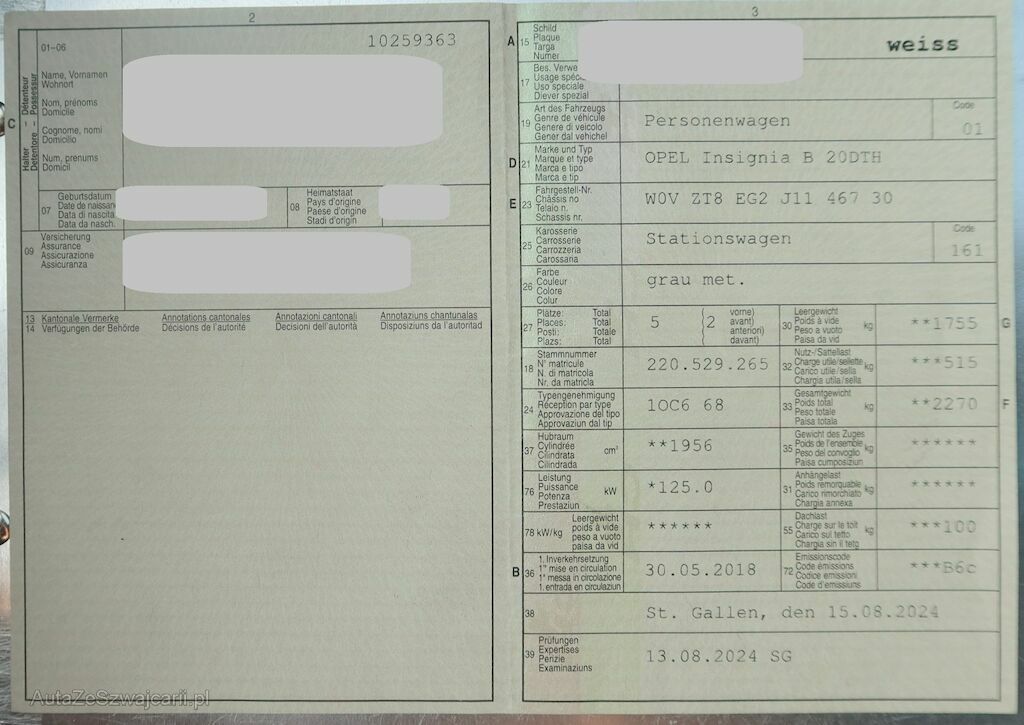 2
10259363
01-06
Détenteur
Possessur
Halter
Detentore
C
Name, Vornamen
Wohnort
Nom, prénoms
Domicile
Cognome, nomi
Domicilio
Num, prenums
Domicil
07
Geburtsdatum
Date de naissan
Data di nascita
Data da nasch.
08
Heimatstaat
Pays d'origine
Paese d'origine
Stadi d'origin
09
Versicherung
Assurance
Assicurazione
Assicuranza
13 Kantonale Vermerke Annotations cantonales Annotazioni cantonali Annotaziuns chantunalas
14 Verfügungen der Behörde Décisions de l'autorité Decisioni dell'autorità Disposiziuns da l'autoritad
3
A 15
Schild
Plaque
Targa
Numer
weiss
17
Bes. Verwe
Usage spéc
Uso speciale
Diever spezial
19
Art des Fahrzeugs
Genre de véhicule
Genere di veicolo
Gener dal vehichel
Personenwagen
Code
01
D 21
Marke und Typ
Marque et type
Marca e tipo
Marca e tip
OPEL Insignia B 20DTH
E 23
Fahrgestell-Nr.
Châssis no
Telaio n.
Schassis nr.
W0V ZT8 EG2 J11 467 30
25
Karosserie
Carrosserie
Carrozzeria
Carossaria
Stationswagen
Code
161
26
Farbe
Couleur
Colore
Colur
grau met.
27
Plätze: Total
Places: Total
Posti: Totale
Plazs: Total
5 (2
vorne)
avant)
anteriori)
davant)
30
Leergewicht
Poids à vide
Peso a vuoto
Paisa da vid
kg
**1755
G
18
Stammnummer
N° matricule
N. di matricola
Nr. da matricla
220.529.265
32
Nutz-/Sattellast
Charge utile/sellette
Carico utile/sella
Chargia utila/sella
kg
***515
24
Typengenehmigung
Réception par type
Approvazione del tipo
Approvaziun dal tip
1OC6 68
33
Gesamtgewicht
Poids total
Peso totale
Paisa totala
kg
**2270
F
37
Hubraum
Cylindrée
Cilindrata
Cilindrada
cm³
**1956
35
Gewicht des Zuges
Poids de l'ensemble
Peso del convoglio
Paisa cumposiziun
kg
******
76
Leistung
Puissance
Potenza
Prestaziun
kW
*125.0
31
Anhängelast
Poids remorquable
Carico rimorchiato
Chargia annexa
kg
******
78 kW/kg
Leergewicht
poids à vide
peso a vuoto
paisa da vid
******
55
Dachlast
Charge sur le toit
Carico sul tetto
Chargia sin il tetg
kg
***100
B 36
1. Inverkehrsetzung
1re mise en circulation
1a messa in circolazione
1. entrada en circulaziun
30.05.2018
72
Emissionscode
Code émissions
Codice emissioni
Code d'emissiuns
***B6c
38
St. Gallen, den 15.08.2024
39
Prüfungen
Expertises
Perizie
Examinaziuns
13.08.2024 SG
AutaZeSzwajcarii.pl